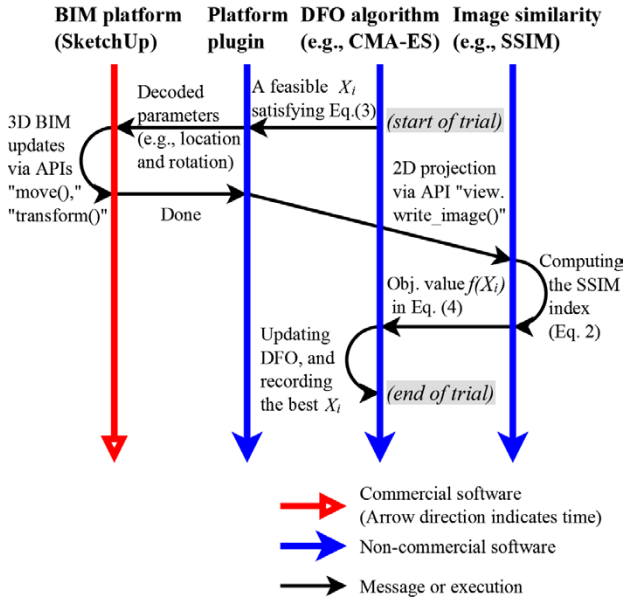 BIM platform
(SketchUp)
Platform
plugin
DFO algorithm
(e.g., CMA-ES)
Image similarity
(e.g., SSIM)
A feasible Xi
satisfying Eq.(3)
(start of trial)
Decoded
parameters
(e.g., location
and rotation)
3D BIM
updates
via APIs
"move(),"
"transform()"
Done
2D projection
via API "view.
write_image()"
Computing
the SSIM
index
(Eq. 2)
Obj. value f(Xi)
in Eq. (4)
Updating
DFO, and
recording
the best Xi
(end of trial)
Commercial software
(Arrow direction indicates time)
Non-commercial software
Message or execution